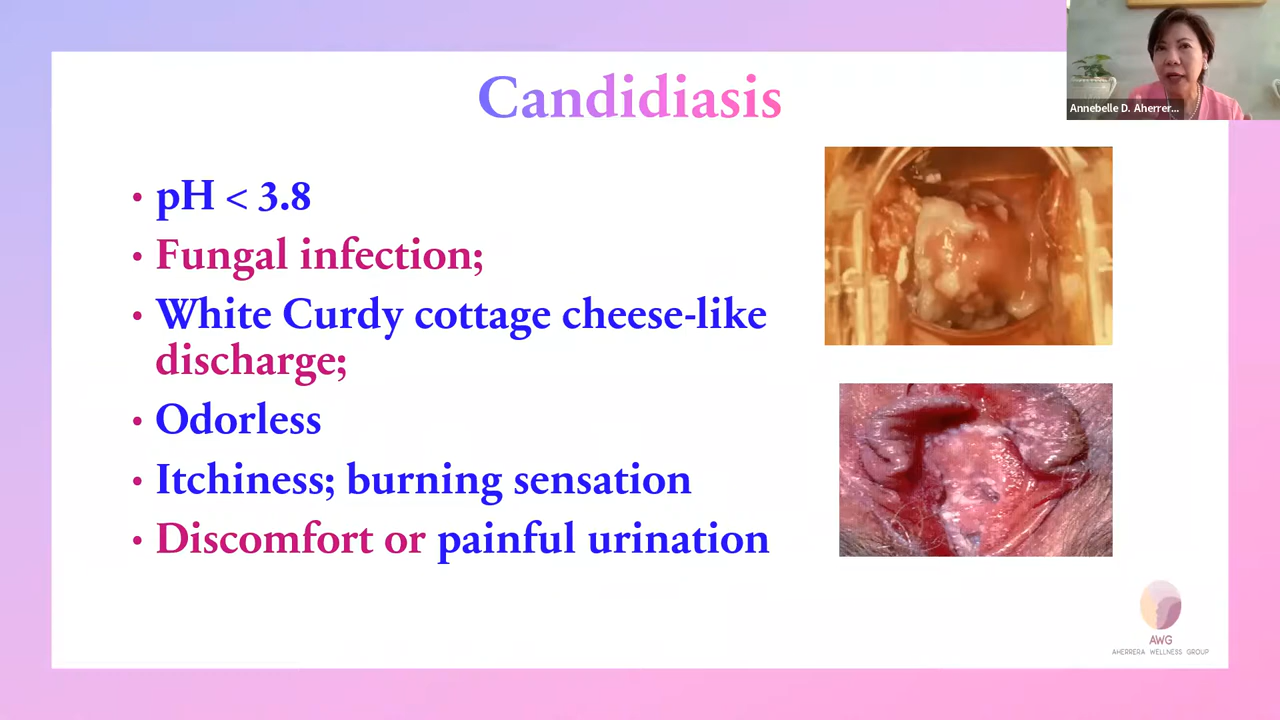 Candidiasis
Annebelle D. Aherrer...
• pH < 3.8
• Fungal infection;
• White Curdy cottage cheese-like
discharge;
• Odorless
• Itchiness; burning sensation
• Discomfort or painful urination
AWG
AHERRERA WELLNESS GROUP